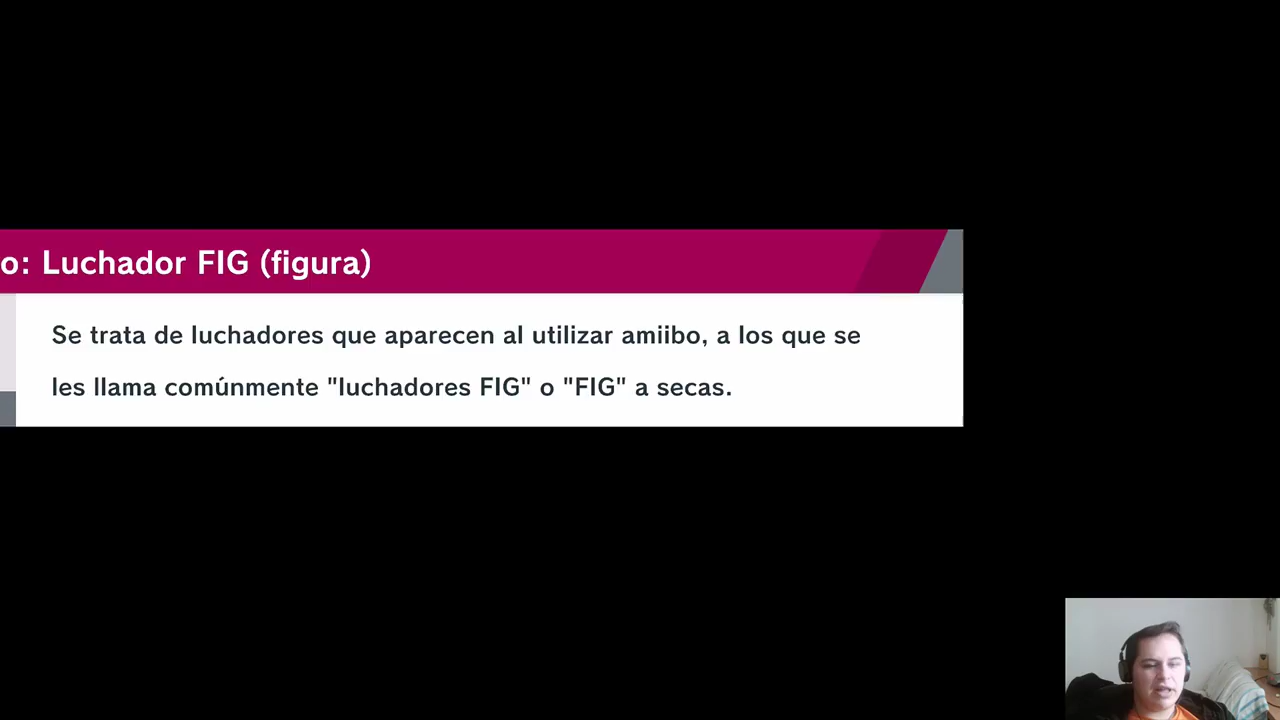 o: Luchador FIG (figura)
Se trata de luchadores que aparecen al utilizar amiibo, a los que se
les llama comúnmente "luchadores FIG" o "FIG" a secas.